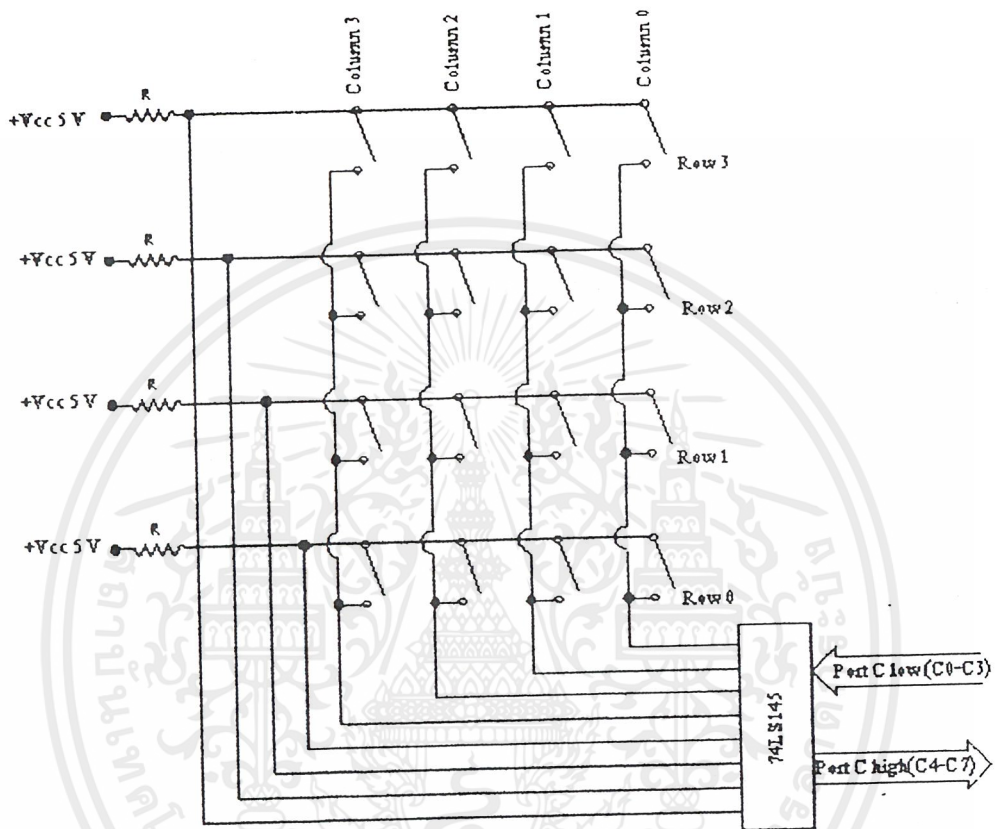 Column 3
Column 2
Column 1
Column 0
R
+Vcc 5 V
Row 3
R
+Vcc 5 V
Row 2
R
+Vcc 5 V
Row 1
R
+Vcc 5 V
Row 0
74LS145
Port C low(C0-C3)
Port C high(C4-C7)